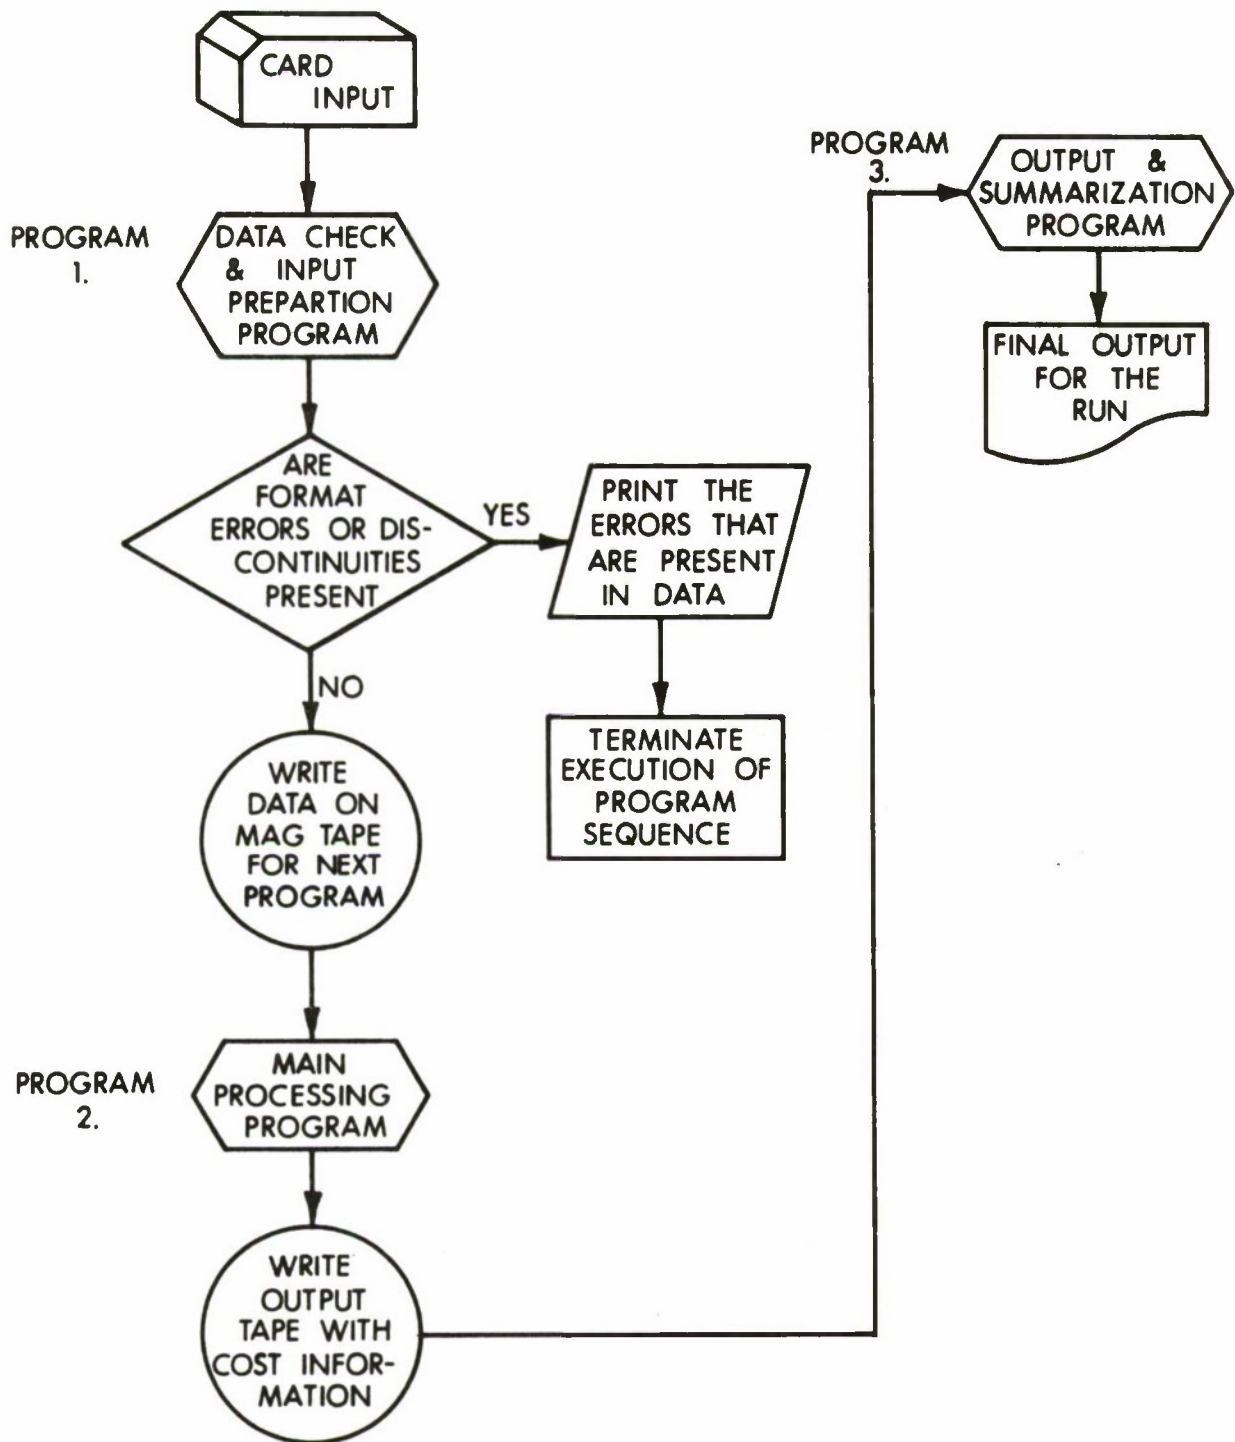 CARD
INPUT
PROGRAM
1.
DATA CHECK
& INPUT
PREPARTION
PROGRAM
ARE
FORMAT
ERRORS OR DIS-
CONTINUITIES
PRESENT
YES
PRINT THE
ERRORS THAT
ARE PRESENT
IN DATA
TERMINATE
EXECUTION OF
PROGRAM
SEQUENCE
NO
WRITE
DATA ON
MAG TAPE
FOR NEXT
PROGRAM
PROGRAM
2.
MAIN
PROCESSING
PROGRAM
WRITE
OUTPUT
TAPE WITH
COST INFOR-
MATION
PROGRAM
3.
OUTPUT &
SUMMARIZATION
PROGRAM
FINAL OUTPUT
FOR THE
RUN